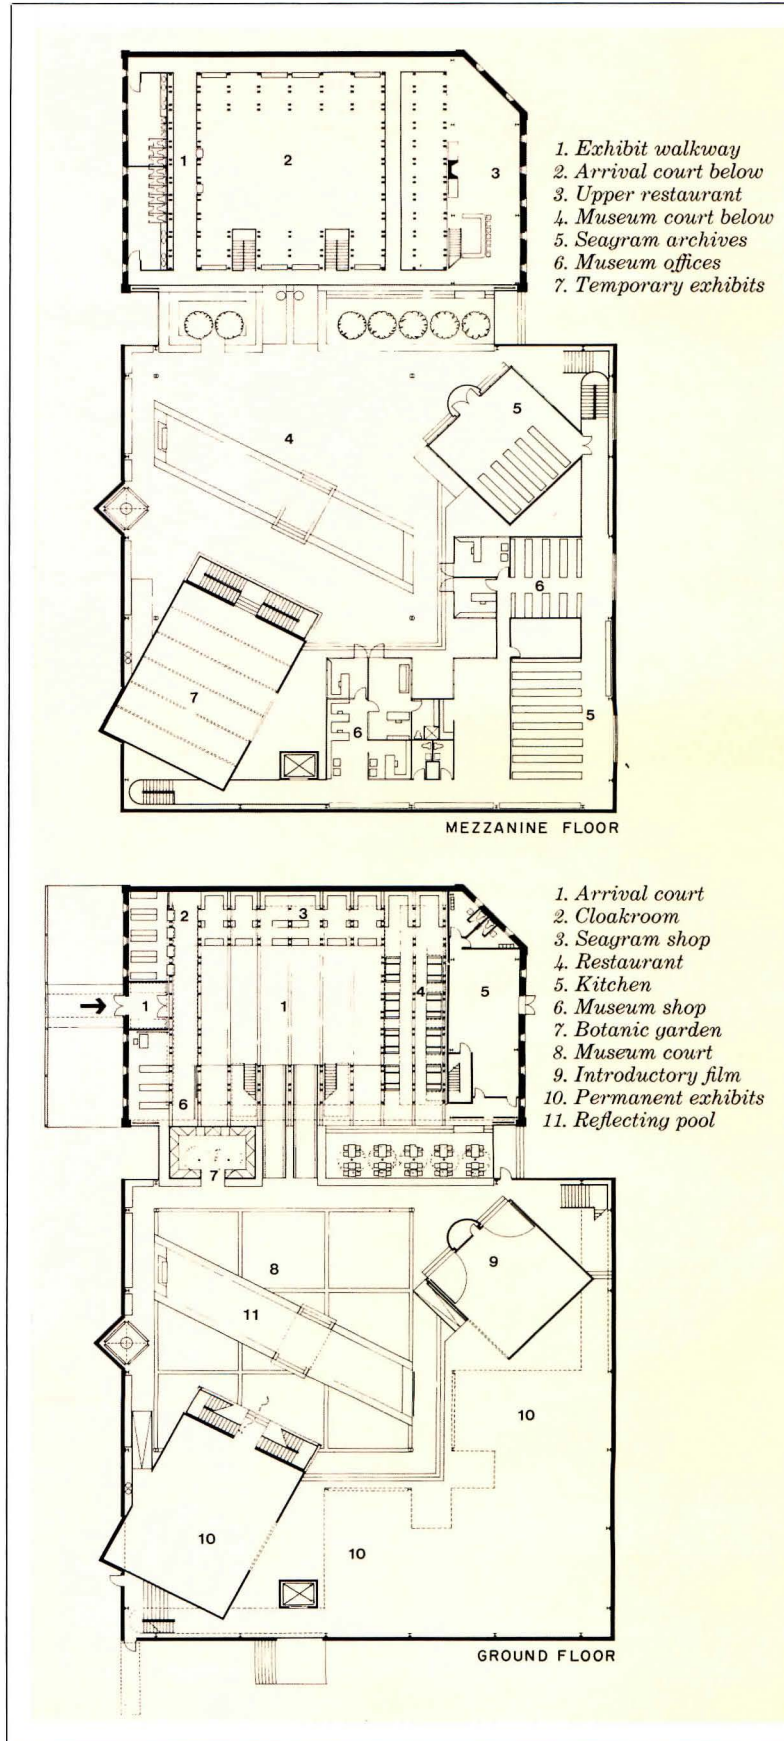 1. Exhibit walkway
2. Arrival court below
3. Upper restaurant
4. Museum court below
5. Seagram archives
6. Museum offices
7. Temporary exhibits
1
2
3
4
5
6
7
6
5
MEZZANINE FLOOR
1. Arrival court
2. Cloakroom
3. Seagram shop
4. Restaurant
5. Kitchen
6. Museum shop
7. Botanic garden
8. Museum court
9. Introductory film
10. Permanent exhibits
11. Reflecting pool
2
3
1
1
4
5
6
7
8
9
11
10
10
10
GROUND FLOOR